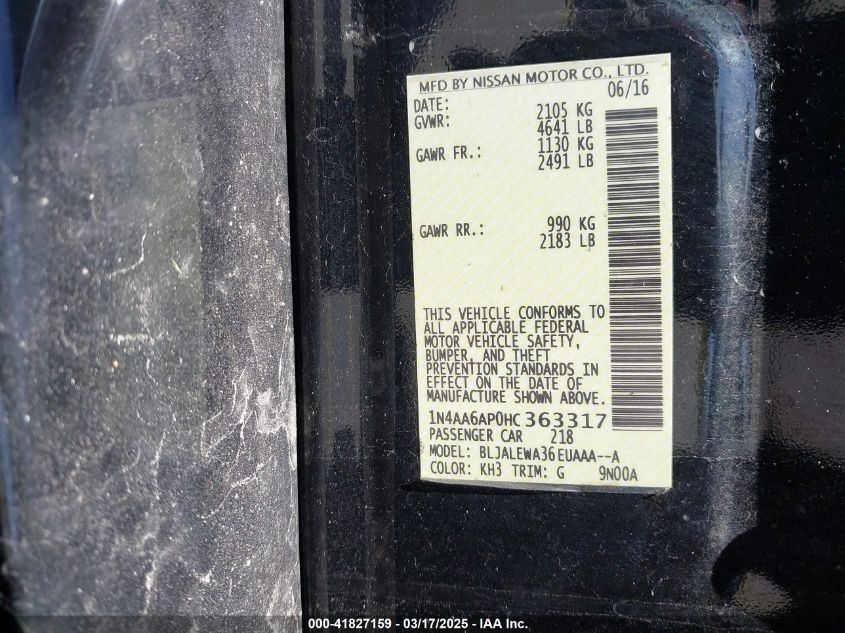 MFD BY NISSAN MOTOR CO., LTD.
DATE: 06/16
GVWR: 2105 KG
4641 LB
GAWR FR.: 1130 KG
2491 LB
GAWR RR.: 990 KG
2183 LB
THIS VEHICLE CONFORMS TO
ALL APPLICABLE FEDERAL
MOTOR VEHICLE SAFETY,
BUMPER, AND THEFT
PREVENTION STANDARDS IN
EFFECT ON THE DATE OF
MANUFACTURE SHOWN ABOVE.
1N4AA6AP0HC363317
PASSENGER CAR 218
MODEL: BLJALEWA36EUAAA--A
COLOR: KH3 TRIM: G 9N00A
000-41827159 - 03/17/2025 - IAA Inc.